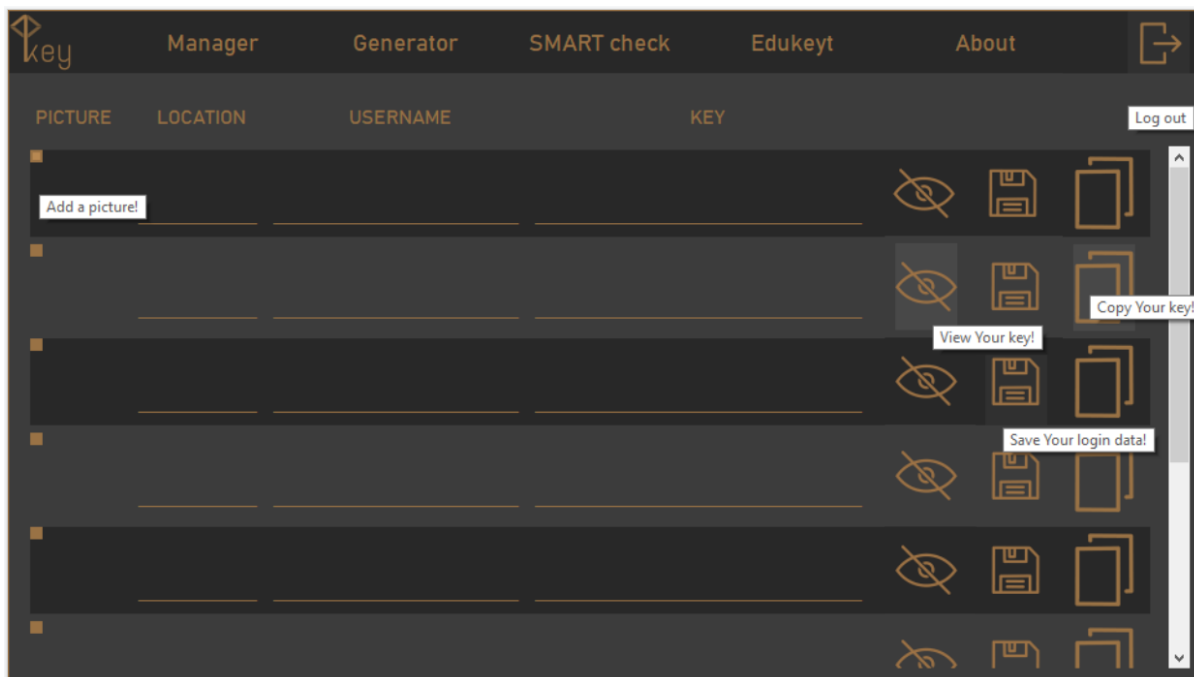 key
Manager Generator SMART check Edukeyt About
PICTURE LOCATION USERNAME KEY
Log out
Add a picture!
Copy Your key!
View Your key!
Save Your login data!